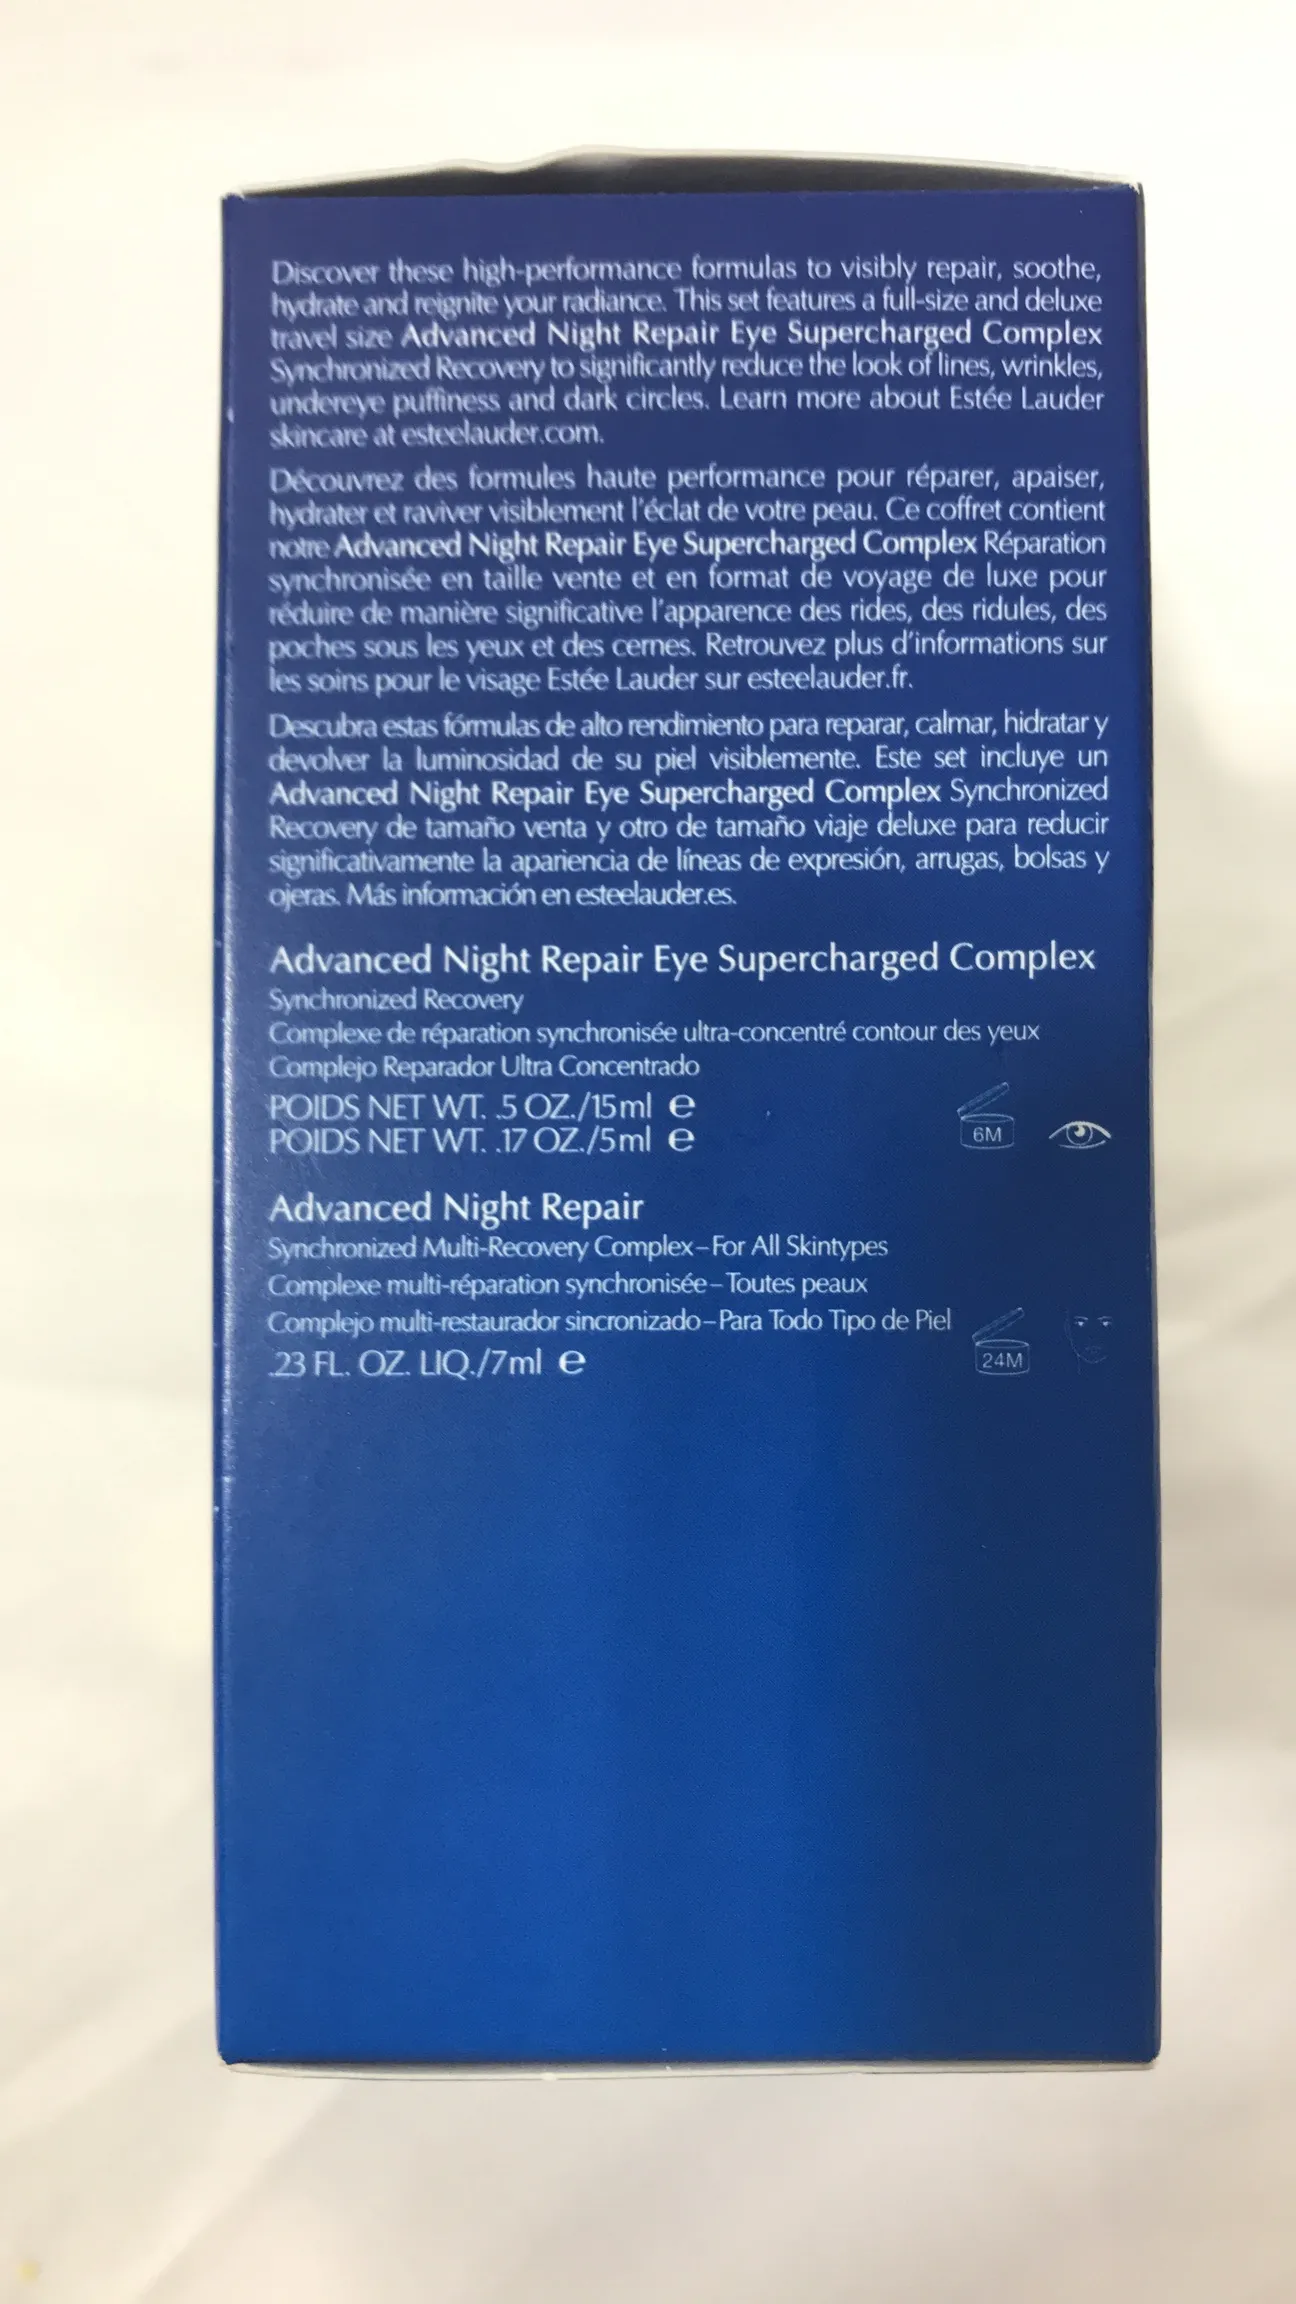 Discover these high-performance formulas to visibly repair, soothe,
hydrate and reignite your radiance. This set features a full-size and deluxe
travel size Advanced Night Repair Eye Supercharged Complex
Synchronized Recovery to significantly reduce the look of lines, wrinkles,
undereye puffiness and dark circles. Learn more about Estée Lauder
skincare at esteelauder.com.
Découvrez des formules haute performance pour réparer, apaiser,
hydrater et raviver visiblement l'éclat de votre peau. Ce coffret contient
notre Advanced Night Repair Eye Supercharged Complex Réparation
synchronisée en taille vente et en format de voyage de luxe pour
réduire de manière significative l'apparence des rides, des ridules, des
poches sous les yeux et des cernes. Retrouvez plus d'informations sur
les soins pour le visage Estée Lauder sur esteelauder.fr.
Descubra estas fórmulas de alto rendimiento para reparar, calmar, hidratar y
devolver la luminosidad de su piel visiblemente. Este set incluye un
Advanced Night Repair Eye Supercharged Complex Synchronized
Recovery de tamaño venta y otro de tamaño viaje deluxe para reducir
significativamente la apariencia de líneas de expresión, arrugas, bolsas y
ojeras. Más información en esteelauder.es.
Advanced Night Repair Eye Supercharged Complex
Synchronized Recovery
Complexe de réparation synchronisée ultra-concentré contour des yeux
Complejo Reparador Ultra Concentrado
POIDS NET WT. .5 OZ./15ml e
POIDS NET WT. .17 OZ./5ml e
6M
Advanced Night Repair
Synchronized Multi-Recovery Complex–For All Skintypes
Complexe multi-réparation synchronisée–Toutes peaux
Complejo multi-restaurador sincronizado–Para Todo Tipo de Piel
.23 FL. OZ. LIQ./7ml e
24M